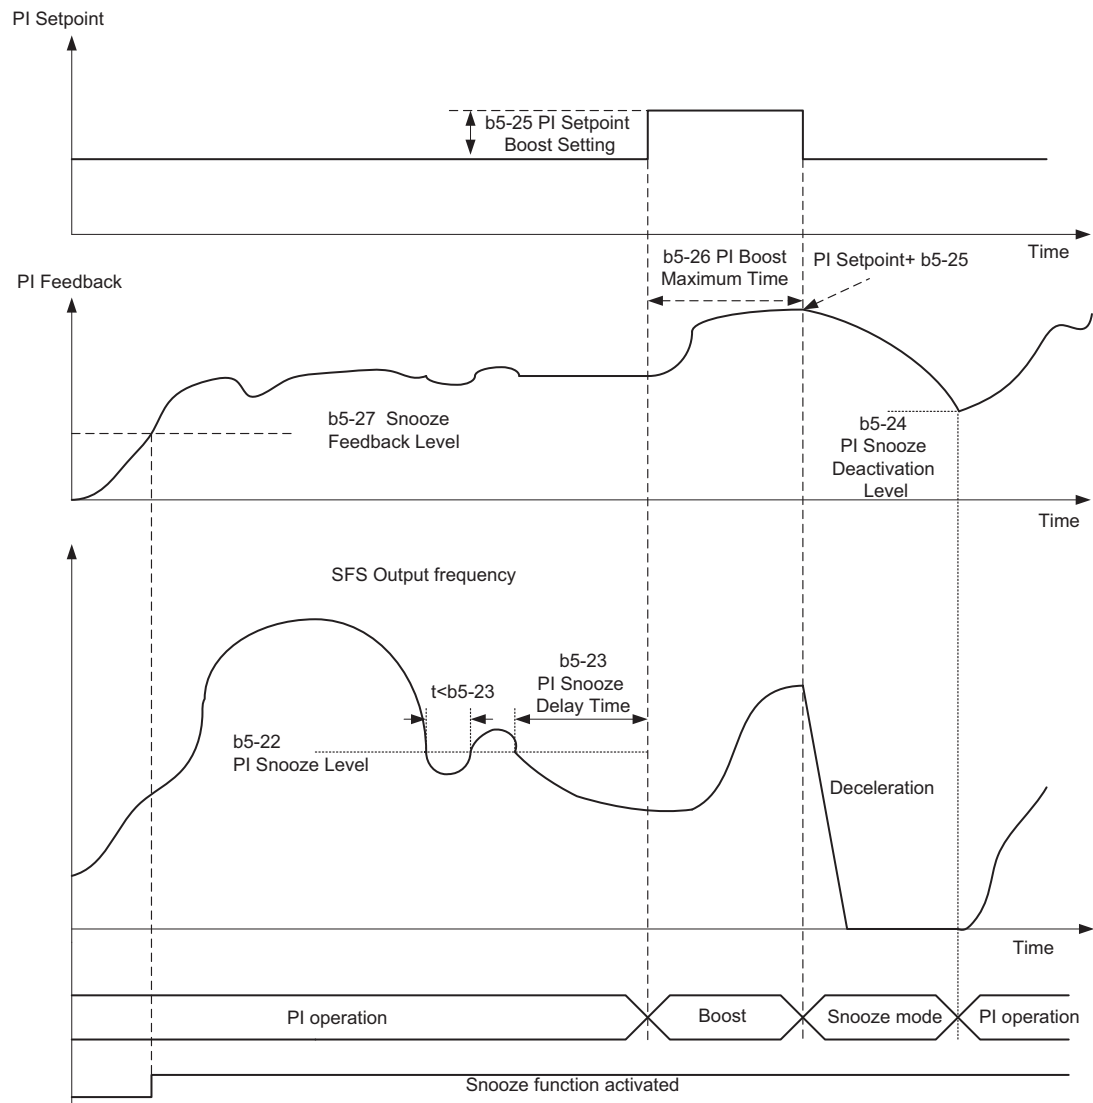 PI Setpoint
b5-25 PI Setpoint
Boost Setting
Time
b5-26 PI Boost
Maximum Time
PI Setpoint+ b5-25
PI Feedback
b5-27 Snooze
Feedback Level
b5-24
PI Snooze
Deactivation
Level
Time
SFS Output frequency
b5-23
PI Snooze
Delay Time
t<b5-23
b5-22
PI Snooze Level
Deceleration
Time
PI operation
Boost
Snooze mode
PI operation
Snooze function activated